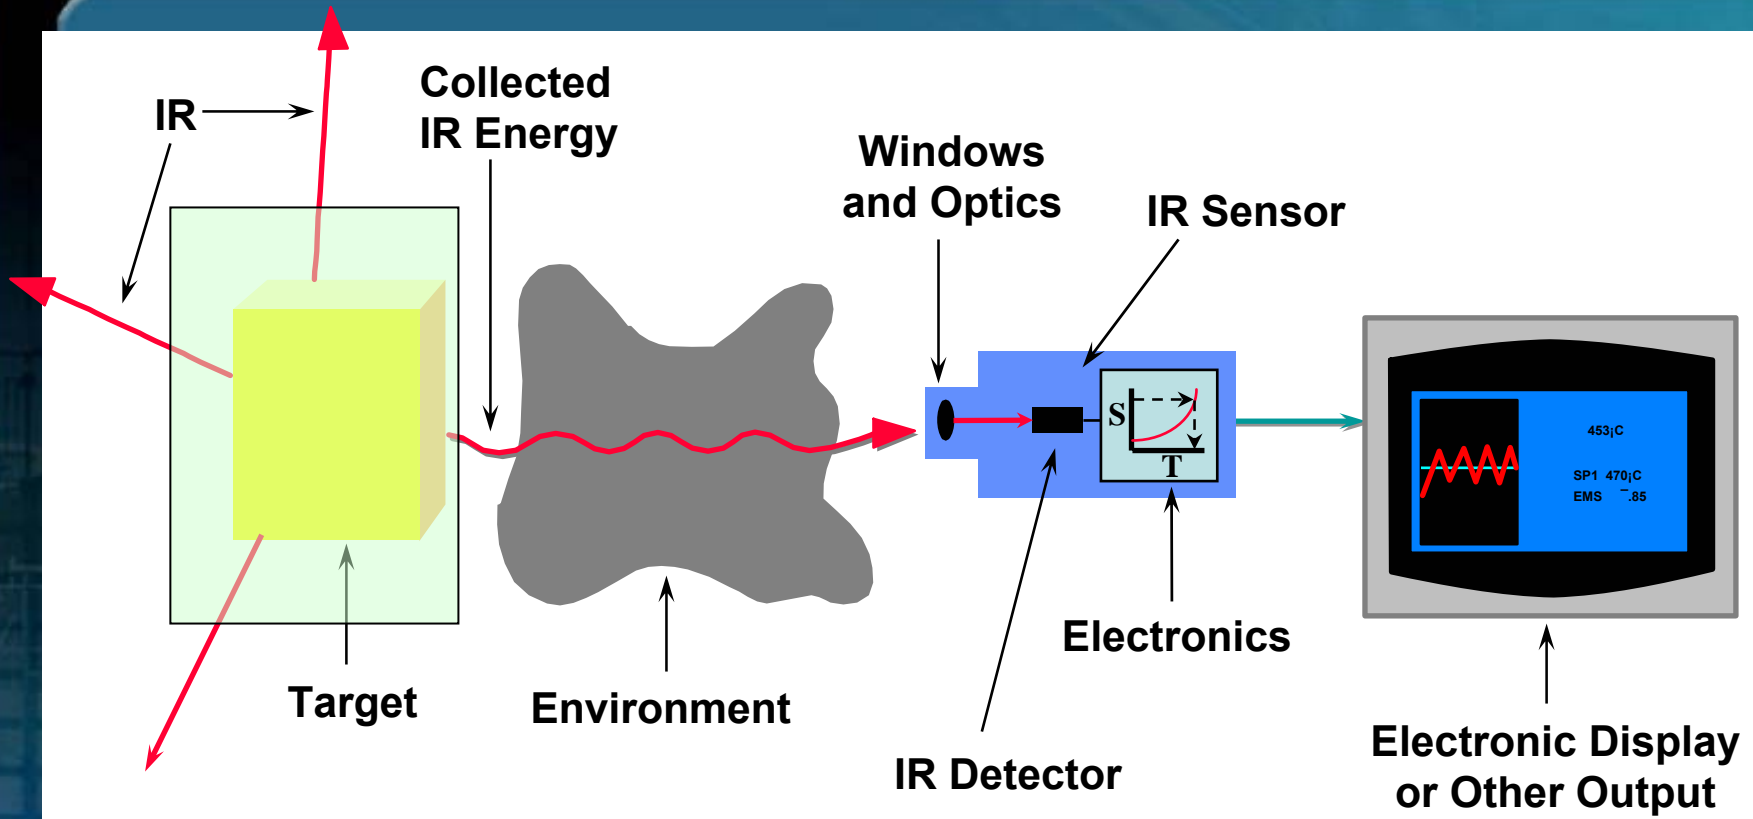 Collected
IR Energy
IR
Windows
and Optics
IR Sensor
S
T
453¡C
SP1 470¡C
EMS ¯.85
Electronics
Target
Environment
IR Detector
Electronic Display
or Other Output